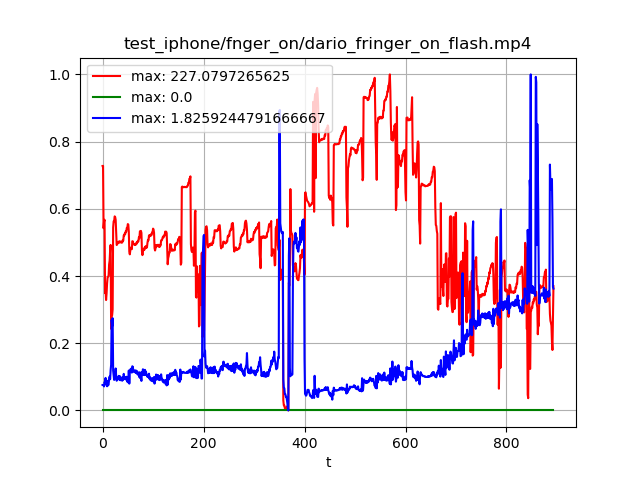 test_iphone/fnger_on/dario_fringer_on_flash.mp4
max: 227.0797265625
max: 0.0
max: 1.8259244791666667
1.0
0.8
0.6
0.4
0.2
0.0
0 200 400 600 800
t